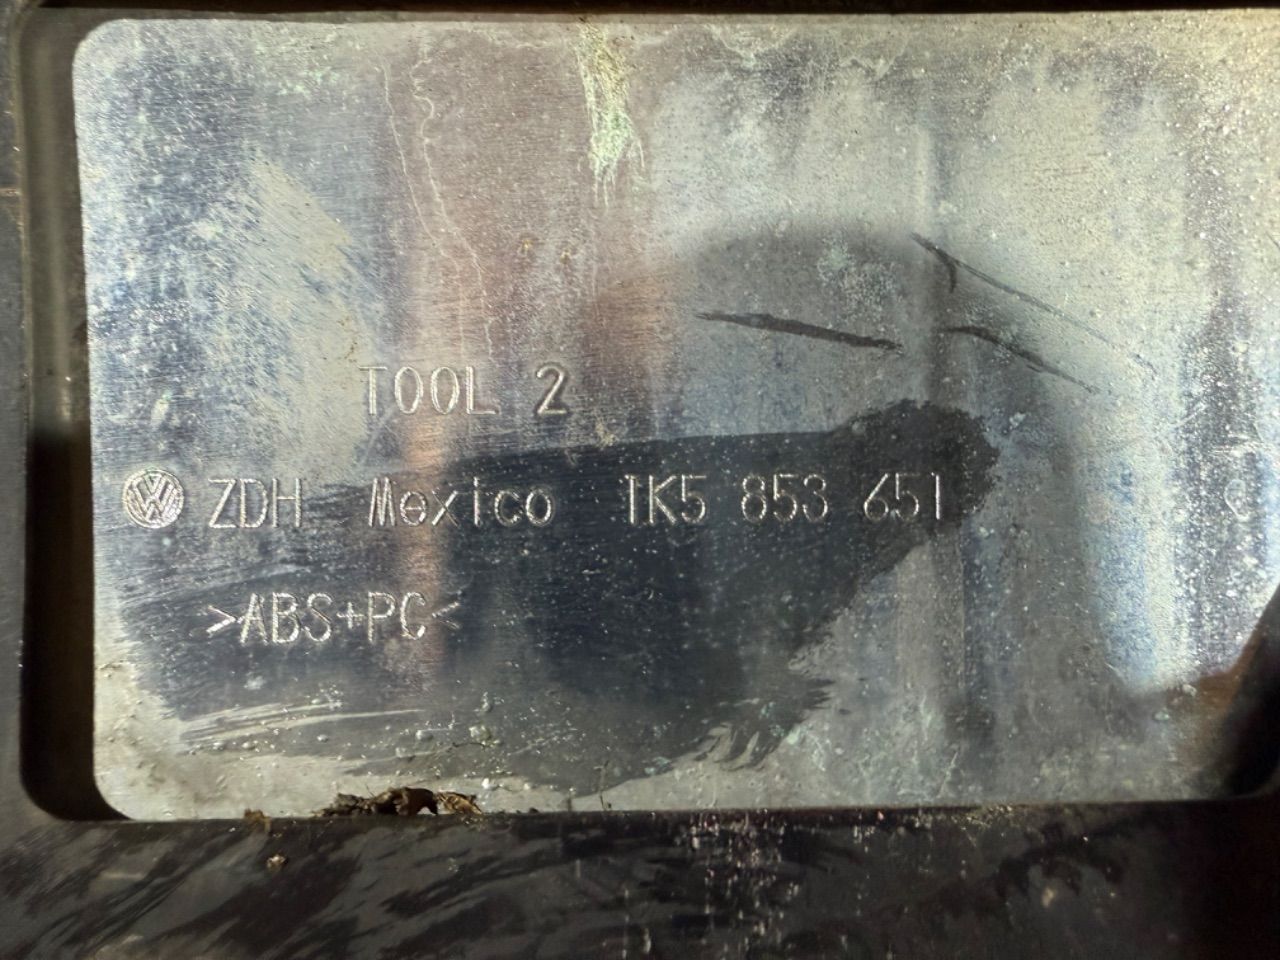 TOOL 2
ZDH Mexico 1K5 853 651
>ABS+PC<